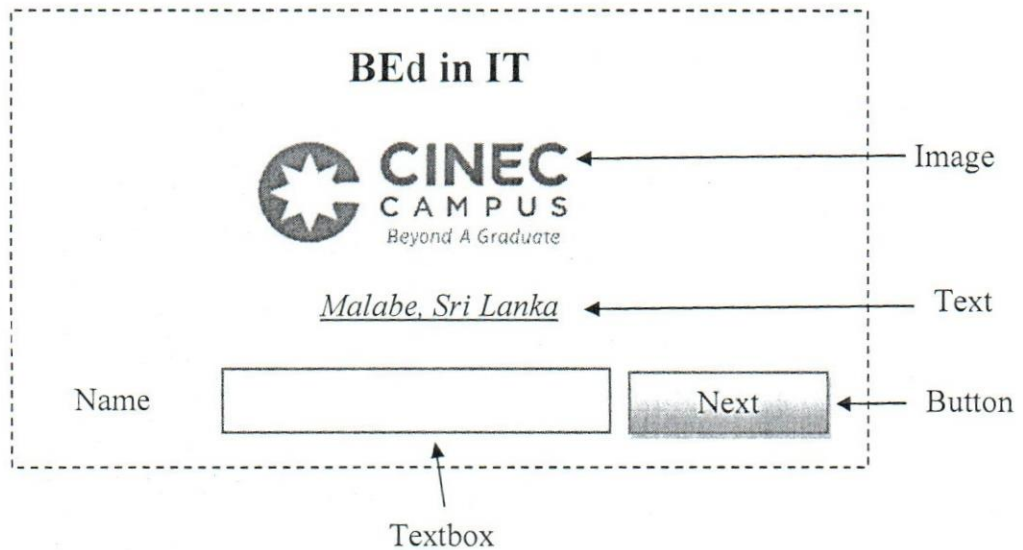 BEd in IT
CINEC
CAMPUS
Beyond A Graduate
Image
Malabe, Sri Lanka
Text
Name
Next
Button
Textbox